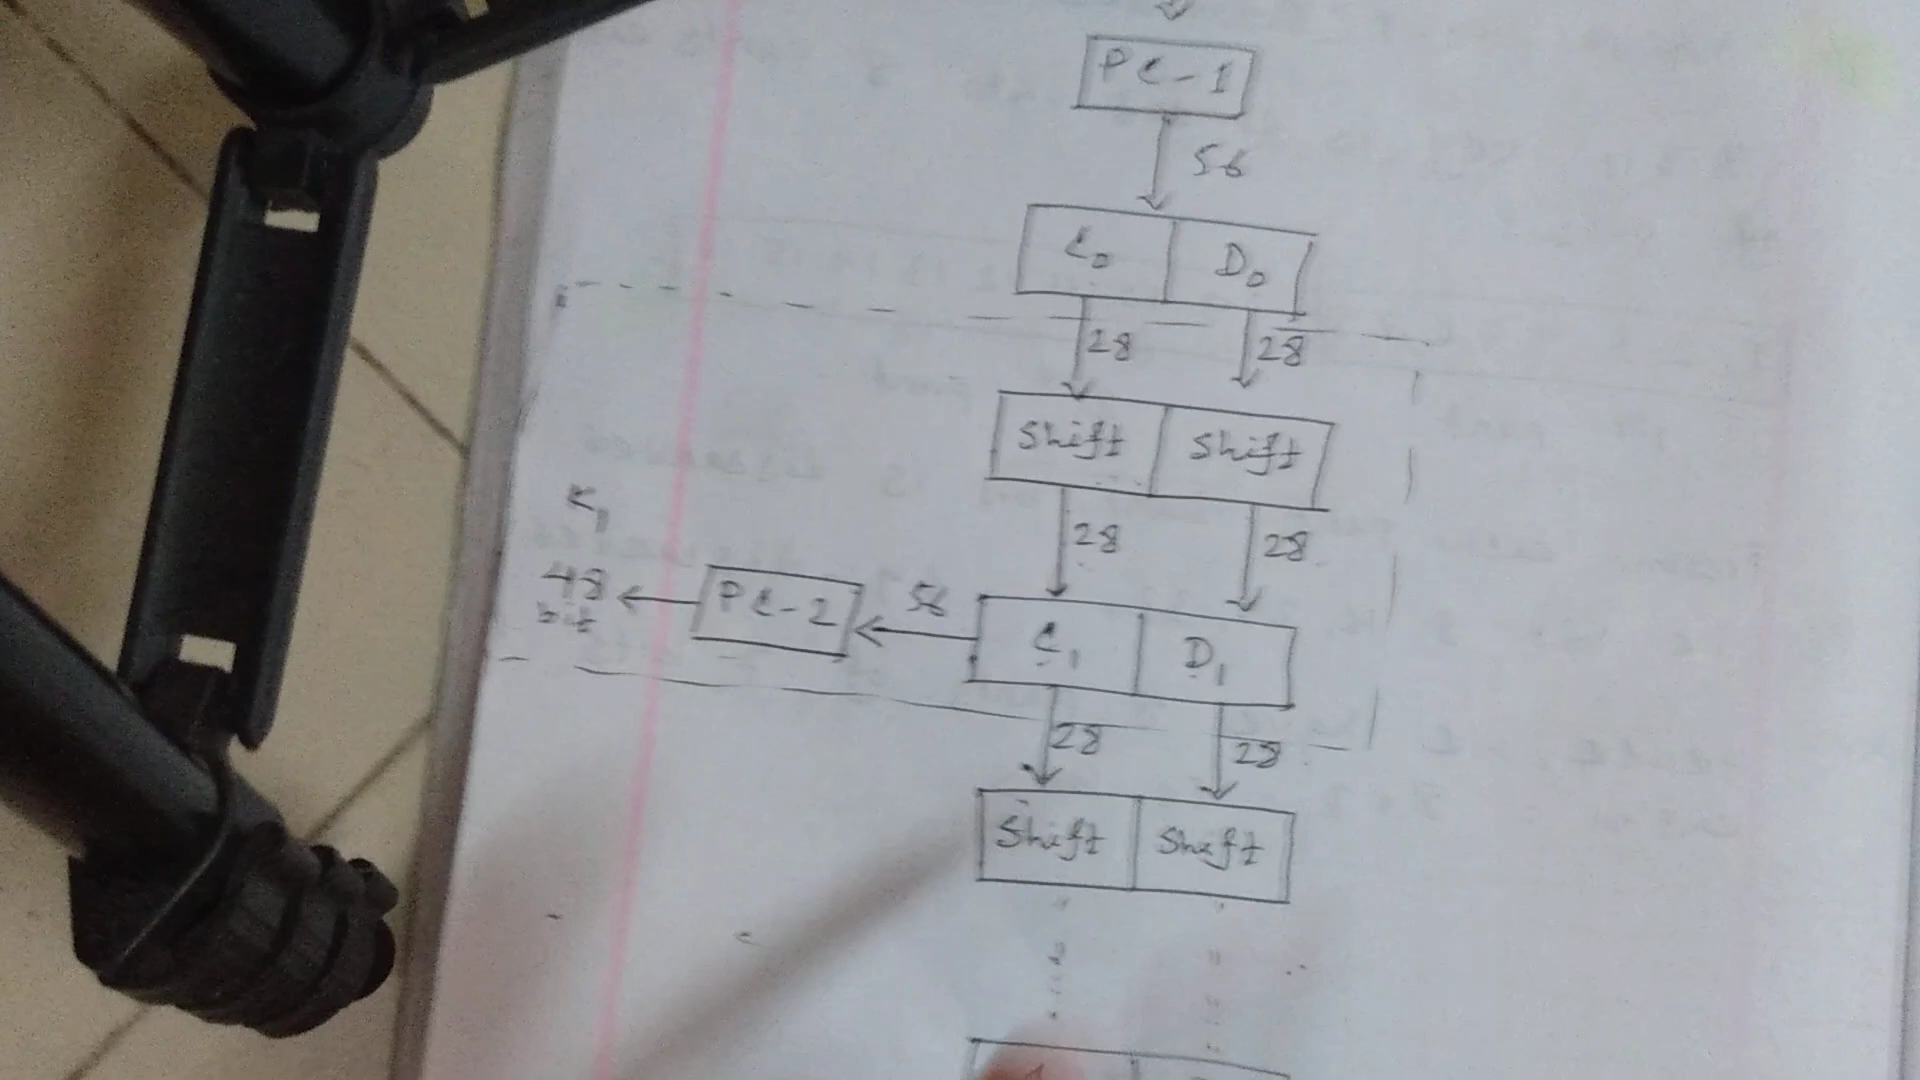 PC-1
56
C₀ D₀
28 28
Shift Shift
28 28
K₁
48 bit
PC-2
56
C₁ D₁
28 28
Shift Shift